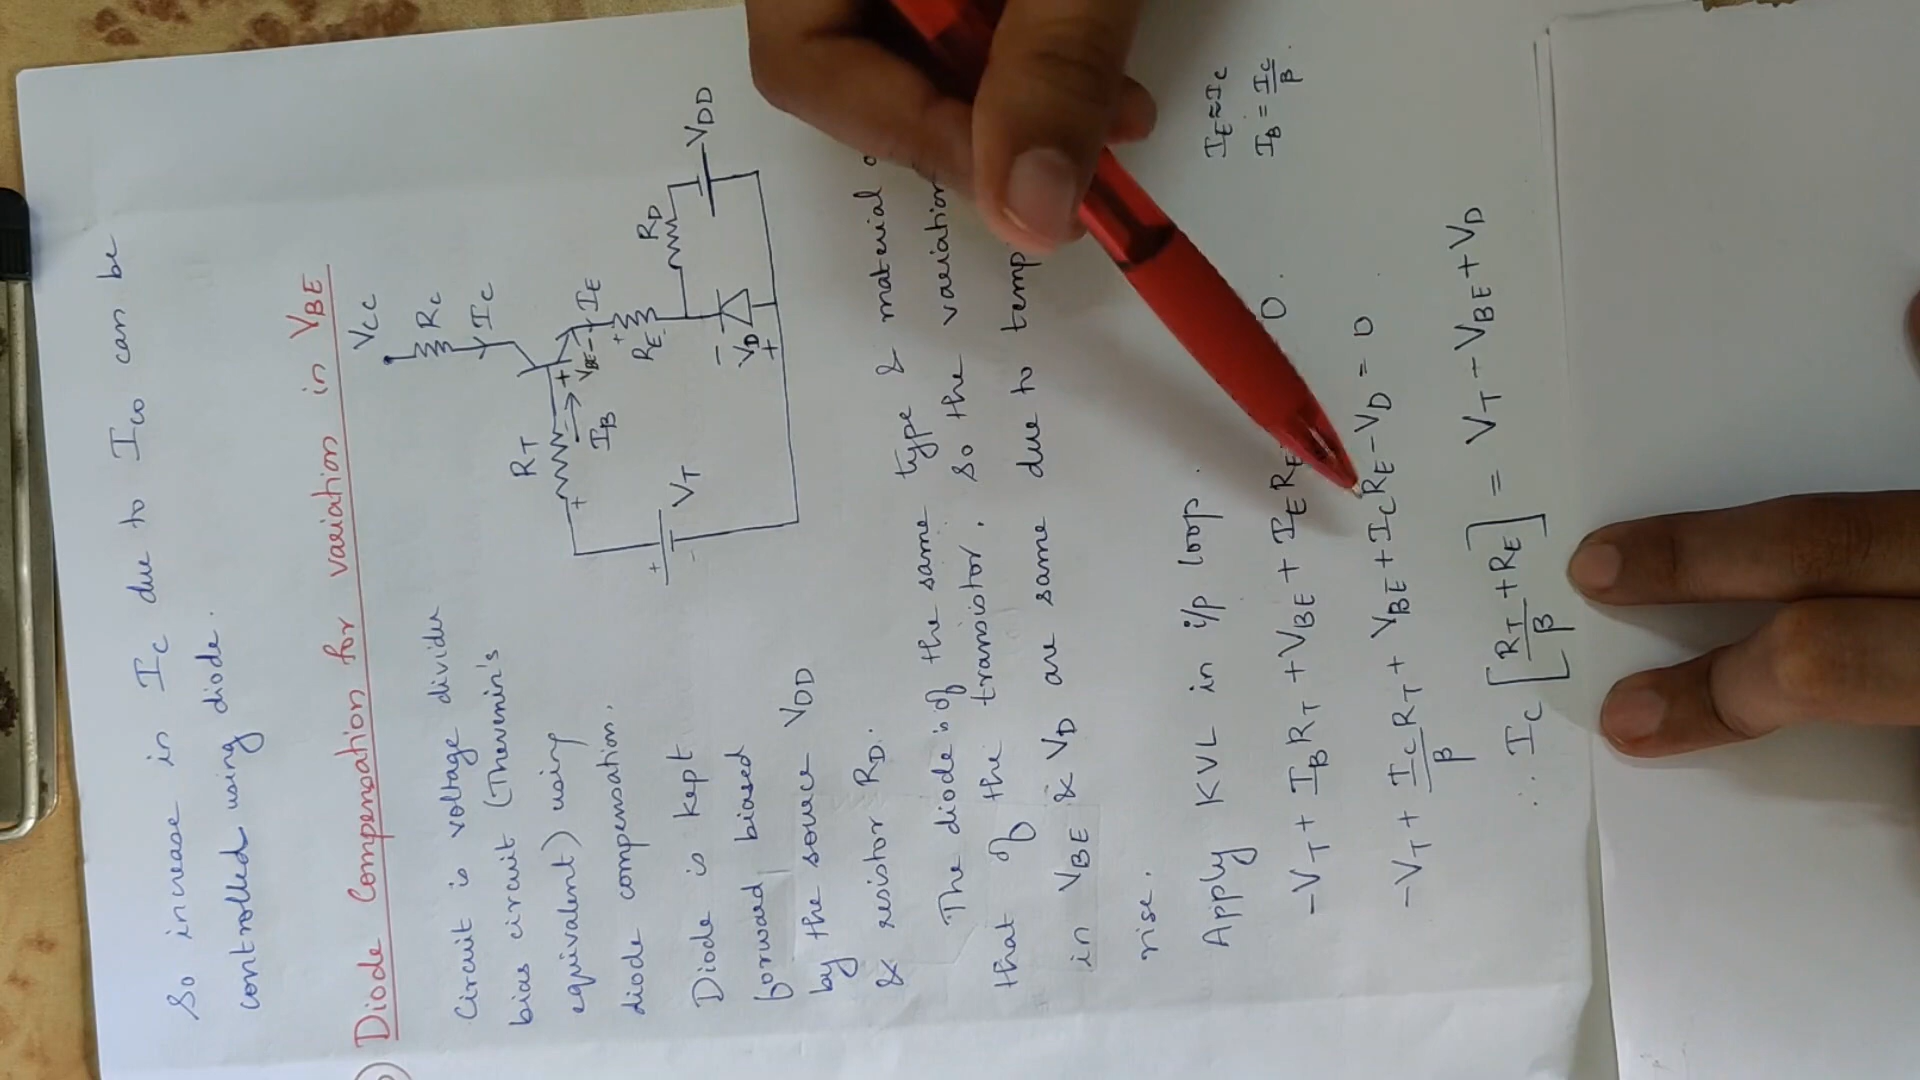 So increase in IC due to ICO can be
controlled using diode.
Diode Compensation for variation in VBE
Circuit is voltage divider
bias circuit (Thevenin's
equivalent) using
diode compensation.
Diode is kept
forward biased
by the source VDD
& resistor RD.
VCC
RC
IC
RT
+
IB
+
VBE
-
IE
+
RE
-
RD
VDD
-
VD
+
+
VT
-
The diode is of the same type & material
that of the transistor. So the variation
in VBE & VD are same due to temp
rise.
Apply KVL in i/p loop.
IE ≈ IC
IB = IC/β.
-VT + IBRT + VBE + IERE 0.
-VT + IC/β RT + VBE + ICRE - VD = 0
∴ IC [RT/β + RE] = VT - VBE + VD